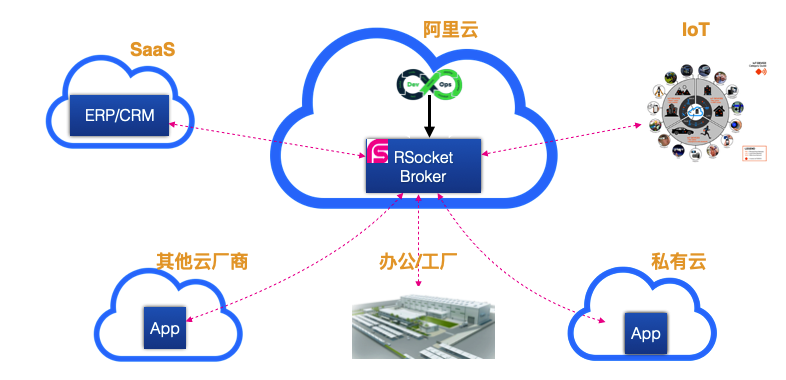 阿里云
SaaS
IoT
Dev
Ops
ERP/CRM
RSocket
Broker
其他云厂商
办公/工厂
私有云
App
App